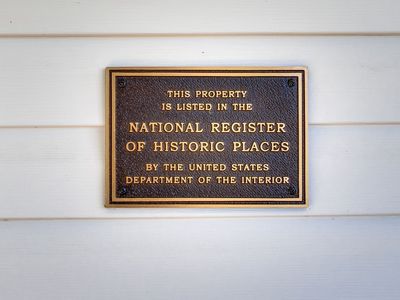 THIS PROPERTY
IS LISTED IN THE
NATIONAL REGISTER
OF HISTORIC PLACES
BY THE UNITED STATES
DEPARTMENT OF THE INTERIOR